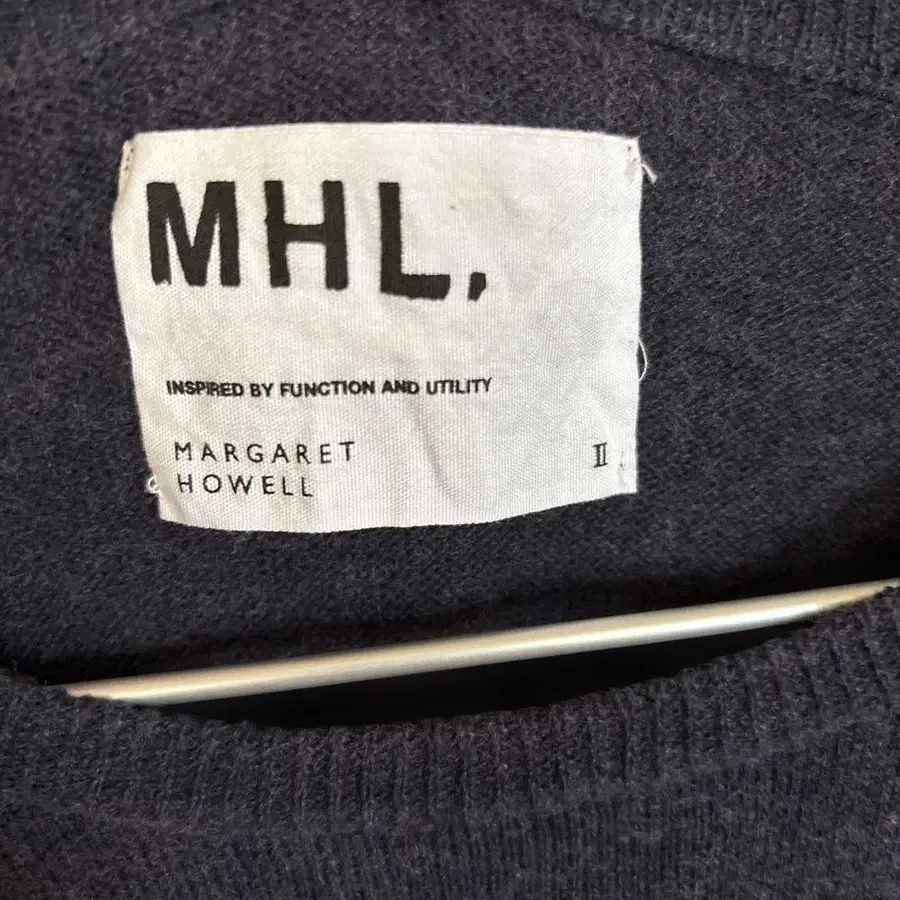 MHL.
INSPIRED BY FUNCTION AND UTILITY
MARGARET
HOWELL
II